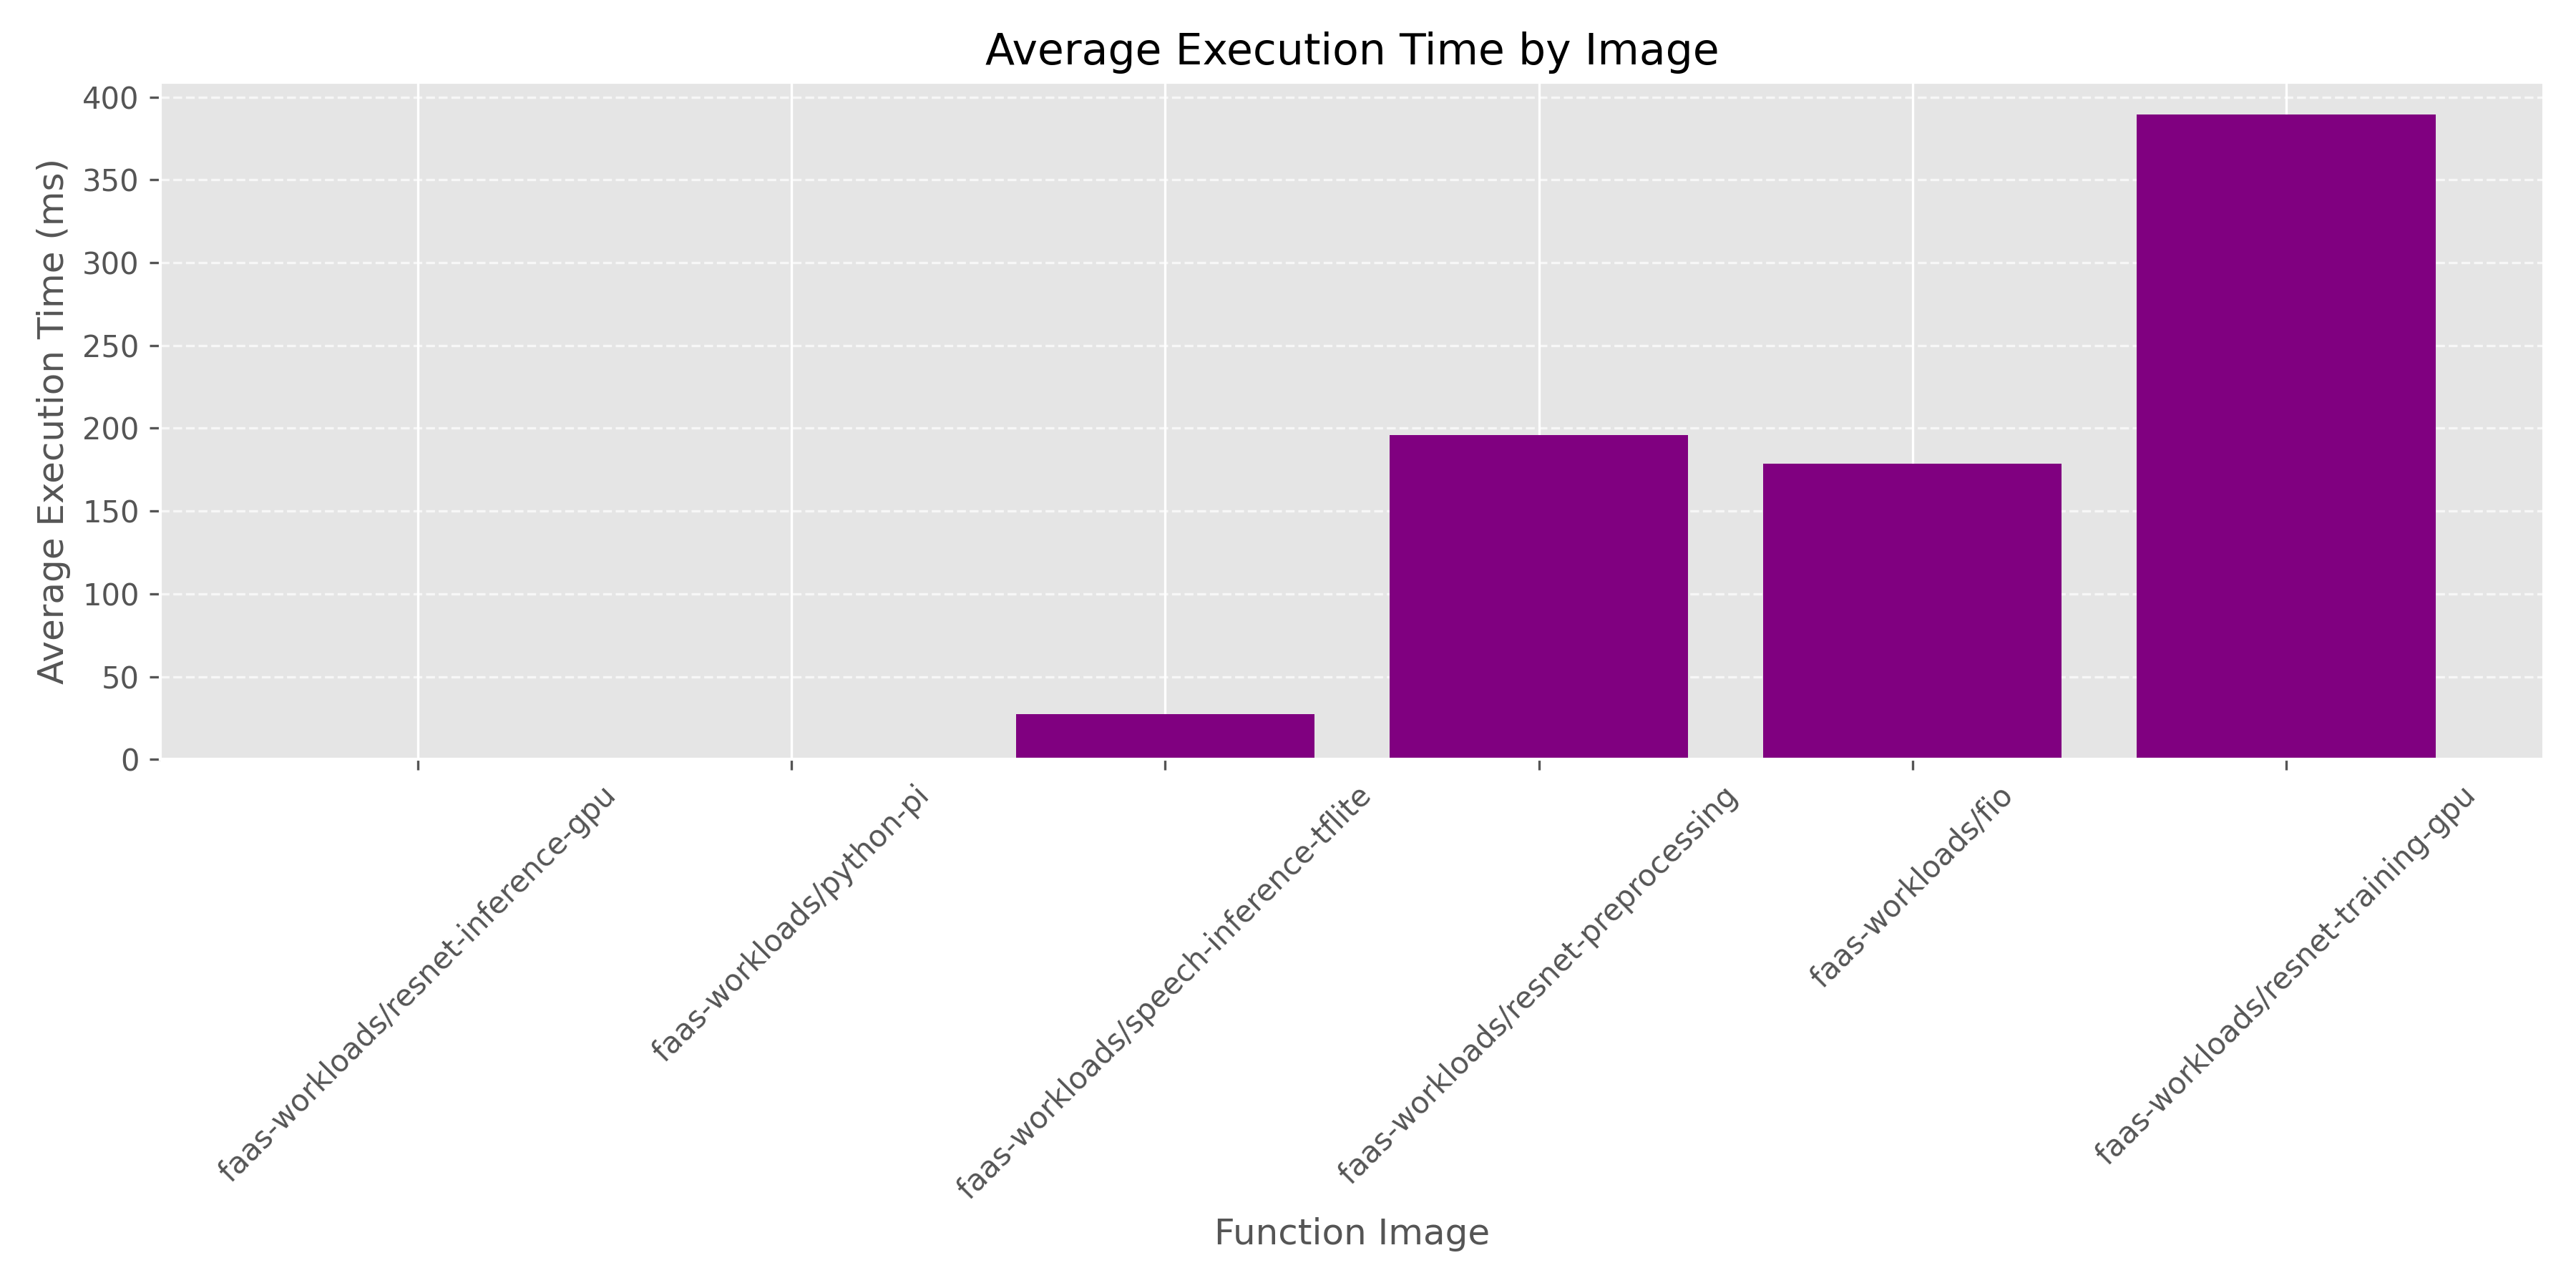 Average Execution Time by Image
Average Execution Time (ms)
400
350
300
250
200
150
100
50
0
faas-workloads/resnet-inference-gpu
faas-workloads/python-pi
faas-workloads/speech-inference-tflite
faas-workloads/resnet-preprocessing
faas-workloads/fio
faas-workloads/resnet-training-gpu
Function Image